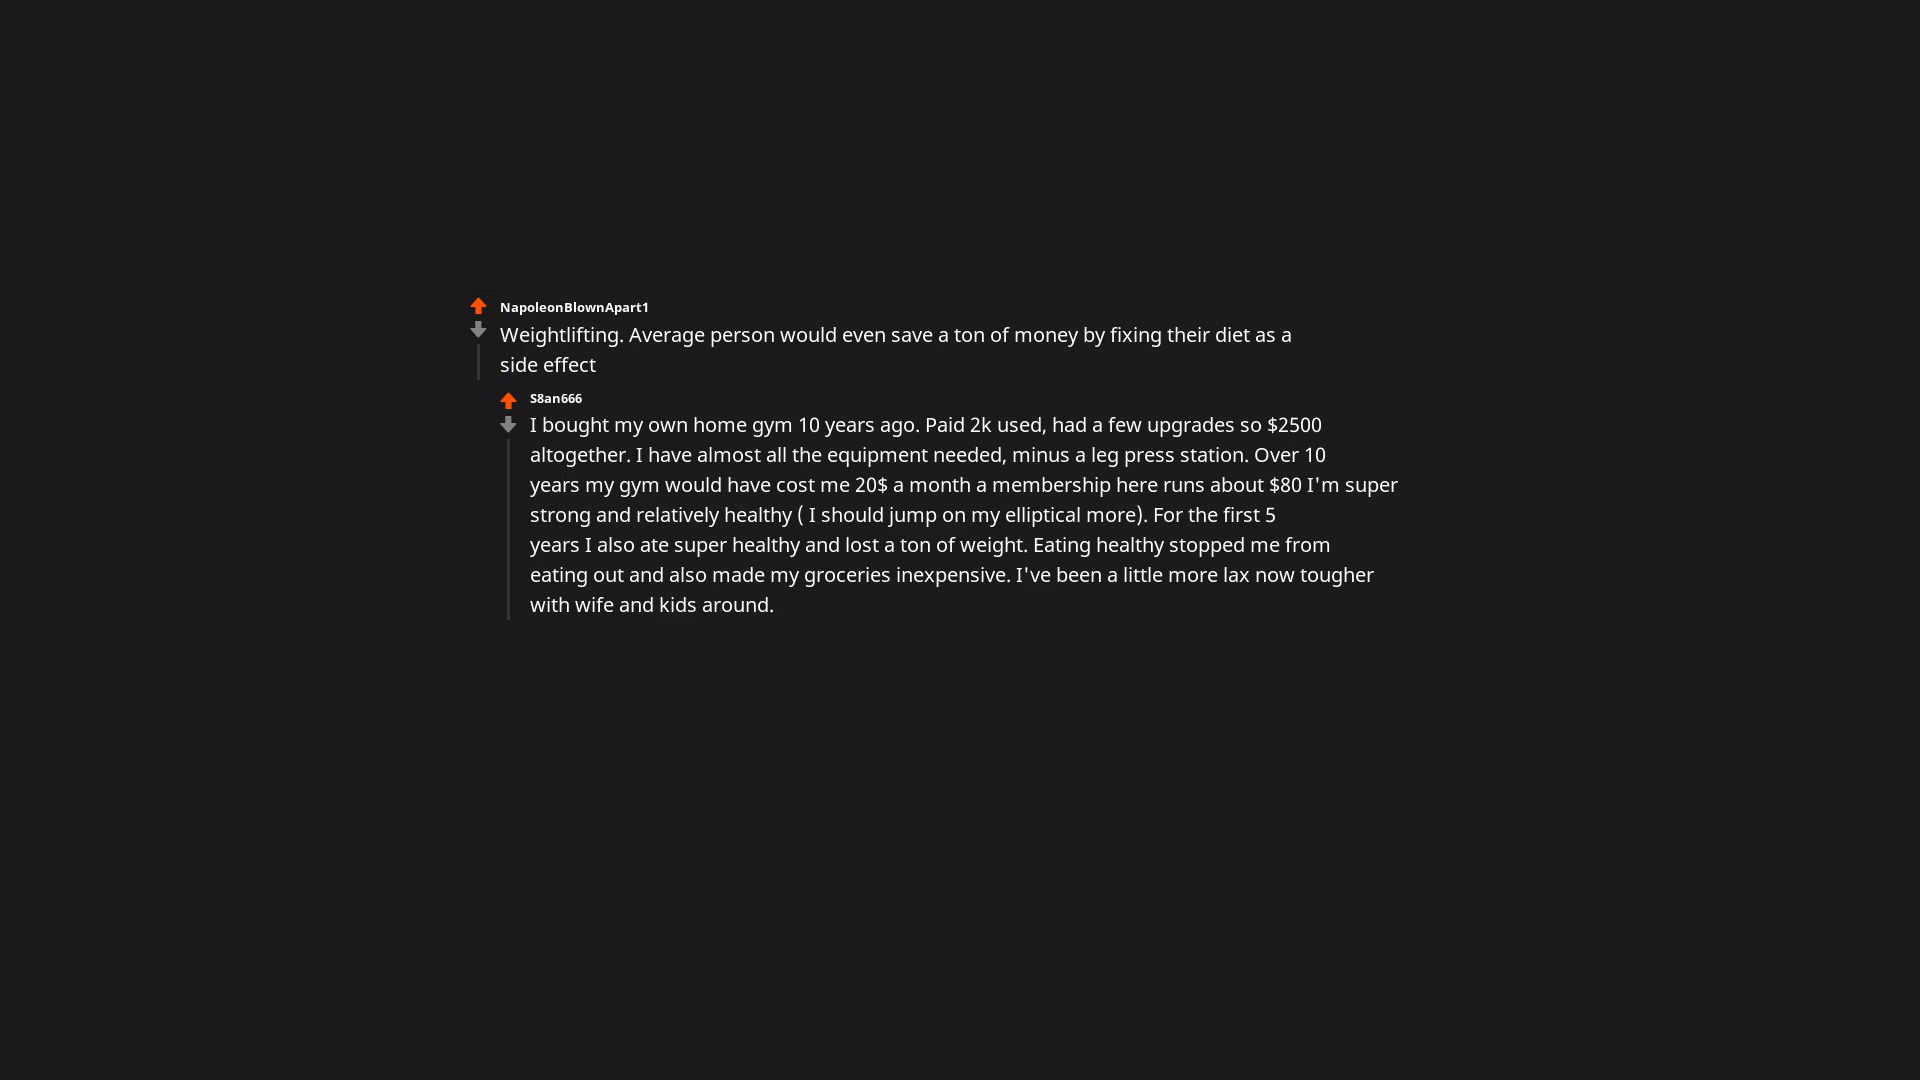 NapoleonBlownApart1
Weightlifting. Average person would even save a ton of money by fixing their diet as a
side effect
S8an666
I bought my own home gym 10 years ago. Paid 2k used, had a few upgrades so $2500
altogether. I have almost all the equipment needed, minus a leg press station. Over 10
years my gym would have cost me 20$ a month a membership here runs about $80 I'm super
strong and relatively healthy ( I should jump on my elliptical more). For the first 5
years I also ate super healthy and lost a ton of weight. Eating healthy stopped me from
eating out and also made my groceries inexpensive. I've been a little more lax now tougher
with wife and kids around.